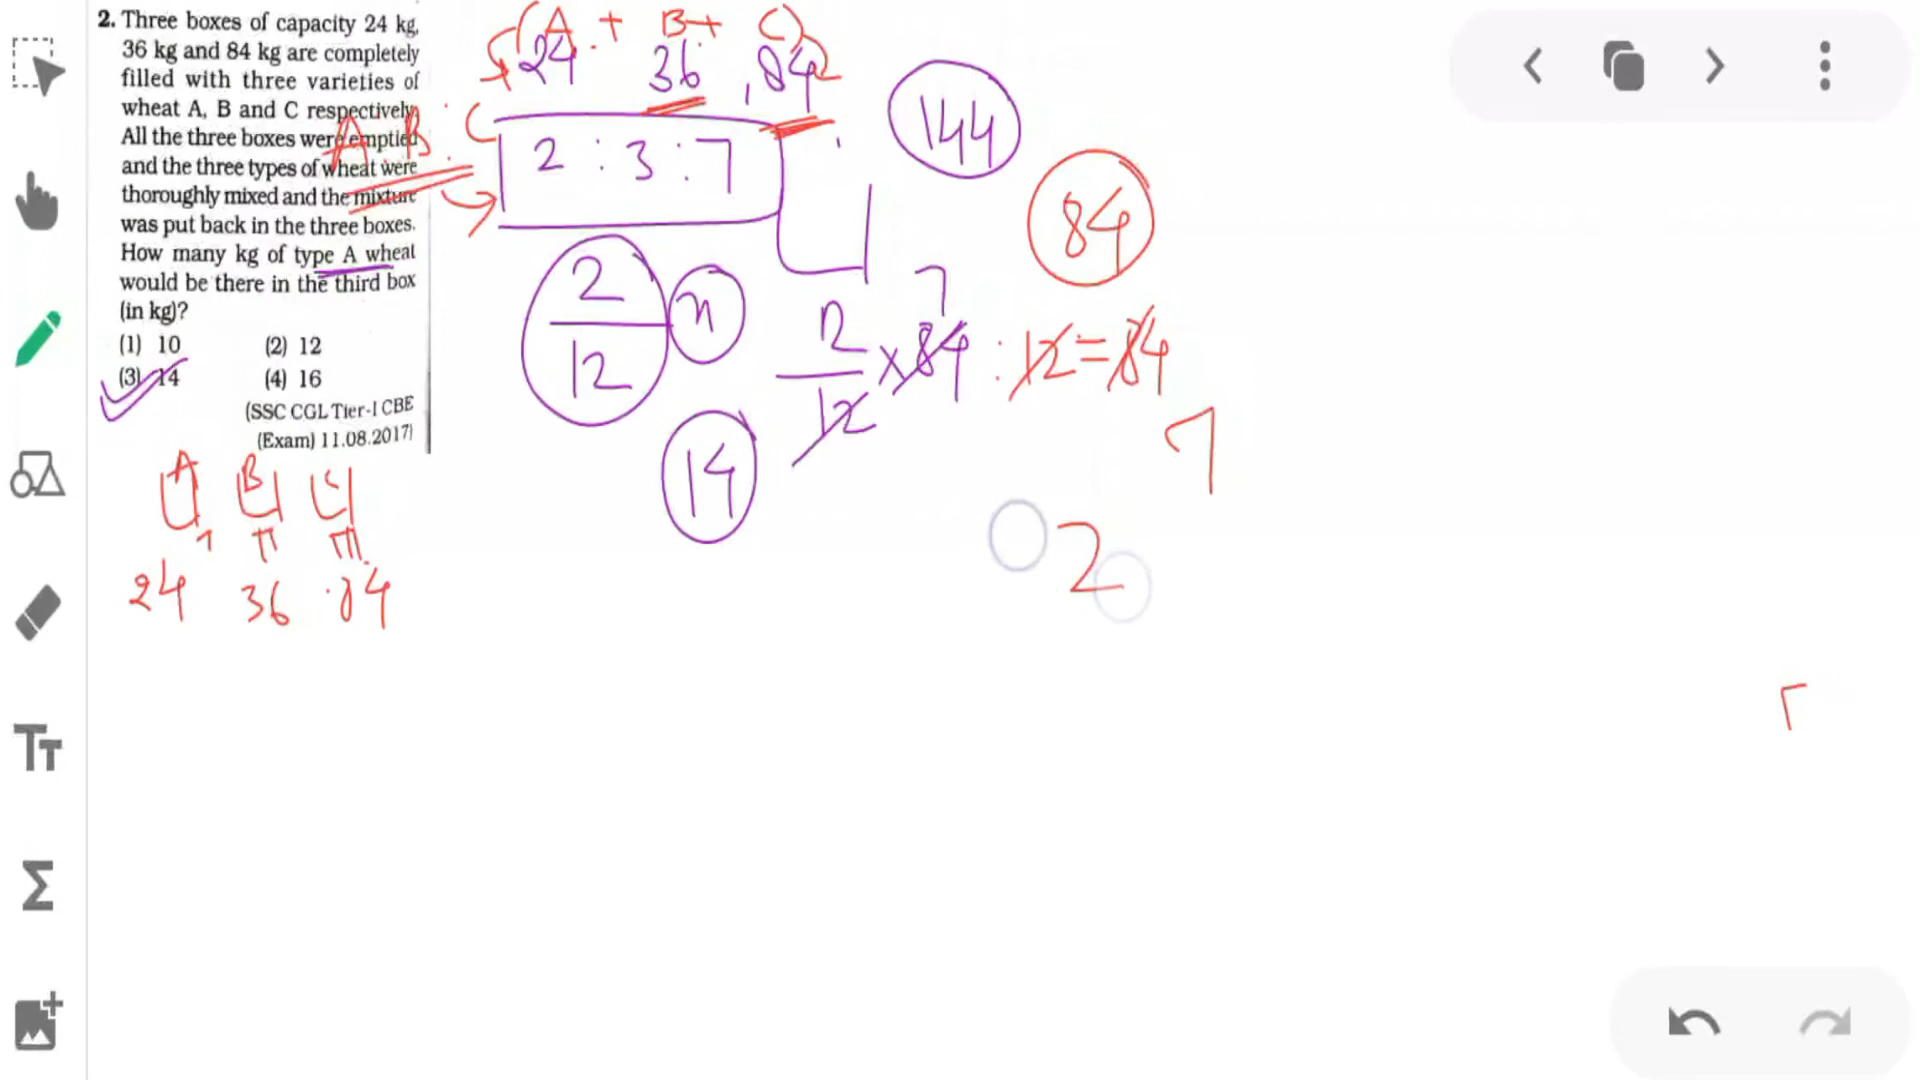 2. Three boxes of capacity 24 kg,
36 kg and 84 kg are completely
filled with three varieties of
wheat A, B and C respectively.
All the three boxes were emptied
and the three types of wheat were
thoroughly mixed and the mixture
was put back in the three boxes.
How many kg of type A wheat
would be there in the third box
(in kg)?
(1) 10 (2) 12
(3) 14 (4) 16
(SSC CGL Tier-I CBE
(Exam) 11.08.2017)
A B C
I II III
24 36 84
(A + B + C)
24 36 , 84
A : B : C
2 : 3 : 7
144
84
2
12
7
2
12
×84 : 12 = 84
7
14
2
TT
Σ